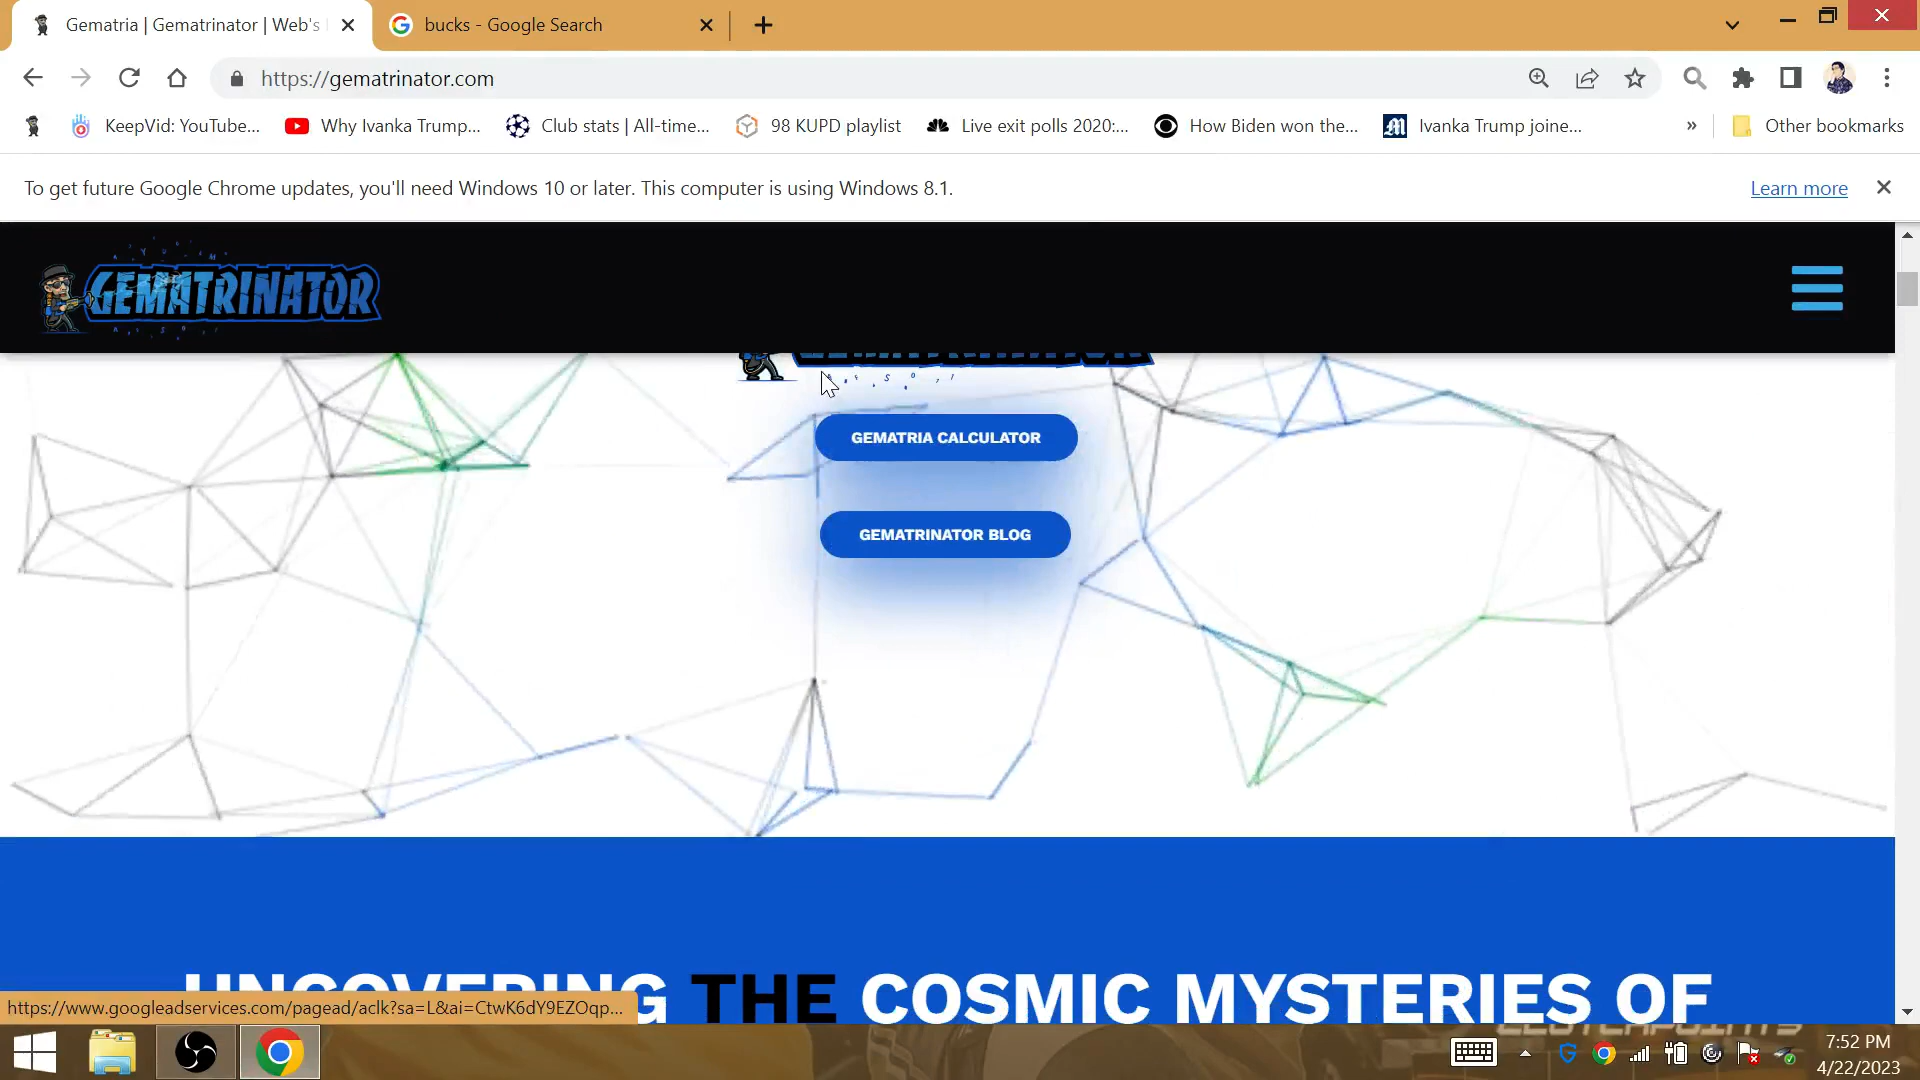 Gematria | Gematrinator | Web's
bucks - Google Search
https://gematrinator.com
KeepVid: YouTube...
Why Ivanka Trump...
Club stats | All-time...
98 KUPD playlist
Live exit polls 2020:...
How Biden won the...
Ivanka Trump joine...
»
Other bookmarks
To get future Google Chrome updates, you'll need Windows 10 or later. This computer is using Windows 8.1.
Learn more
GEMATRINATOR
GEMATRIA CALCULATOR
GEMATRINATOR BLOG
UNCOVERING THE COSMIC MYSTERIES OF
https://www.googleadservices.com/pagead/aclk?sa=L&ai=CtwK6dY9EZOqp...
7:52 PM
4/22/2023